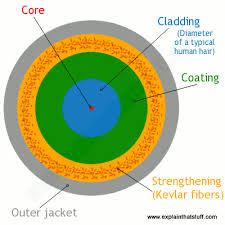 Core
Cladding
(Diameter
of a typical
human hair)
Coating
Strengthening
(Kevlar fibers)
Outer jacket
www.explainthatstuff.com